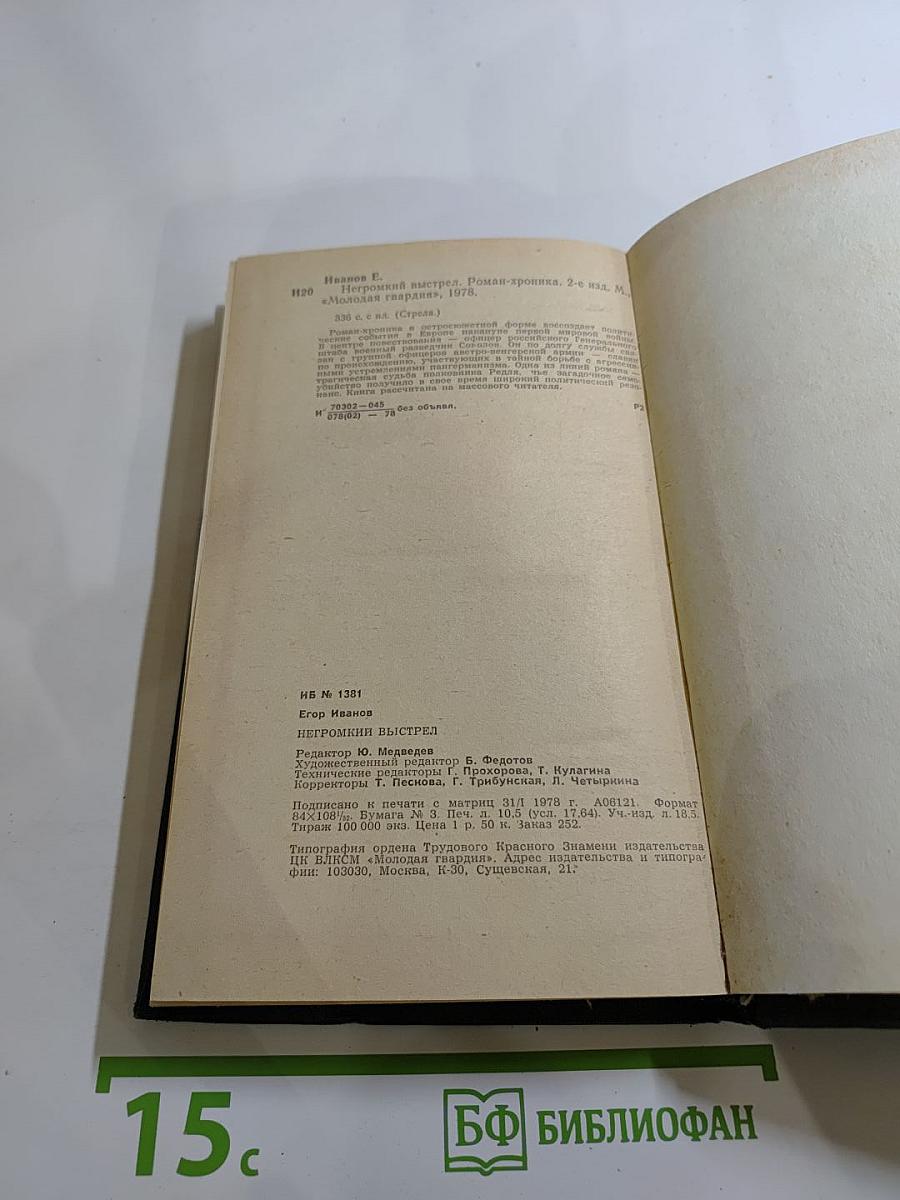 Иванов Е.
И20 Негромкий выстрел. Роман-хроника. 2-е изд. М.,
«Молодая гвардия», 1978.
336 с. с ил. (Стрела.)
Роман-хроника в остросюжетной форме воссоздает полити-
ческие события в Европе накануне первой мировой войны.
В центре повествования — офицер российского Генерального
штаба военный разведчик Соколов. Он по долгу службы свя-
зан с группой офицеров австро-венгерской армии — славян
по происхождению, участвующих в тайной борьбе с агрессив-
ными устремлениями пангерманизма. Одна из линий романа —
трагическая судьба полковника Редля, чье загадочное само-
убийство получило в свое время широкий политический резо-
нанс. Книга рассчитана на массового читателя.
И 70302—045
078(02) — 78 без объявл. Р2
ИБ № 1381
Егор Иванов
НЕГРОМКИЙ ВЫСТРЕЛ
Редактор Ю. Медведев
Художественный редактор Б. Федотов
Технические редакторы Г. Прохорова, Т. Кулагина
Корректоры Т. Пескова, Г. Трибунская, Л. Четыркина
Подписано к печати с матриц 31/I 1978 г. А06121. Формат
84×108¹/₃₂. Бумага № 3. Печ. л. 10,5 (усл. 17,64). Уч.-изд. л. 18,5.
Тираж 100 000 экз. Цена 1 р. 50 к. Заказ 252.
Типография ордена Трудового Красного Знамени издательства
ЦК ВЛКСМ «Молодая гвардия». Адрес издательства и типогра-
фии: 103030, Москва, К-30, Сущевская, 21.
15 с
БФ БИБЛИОФАН